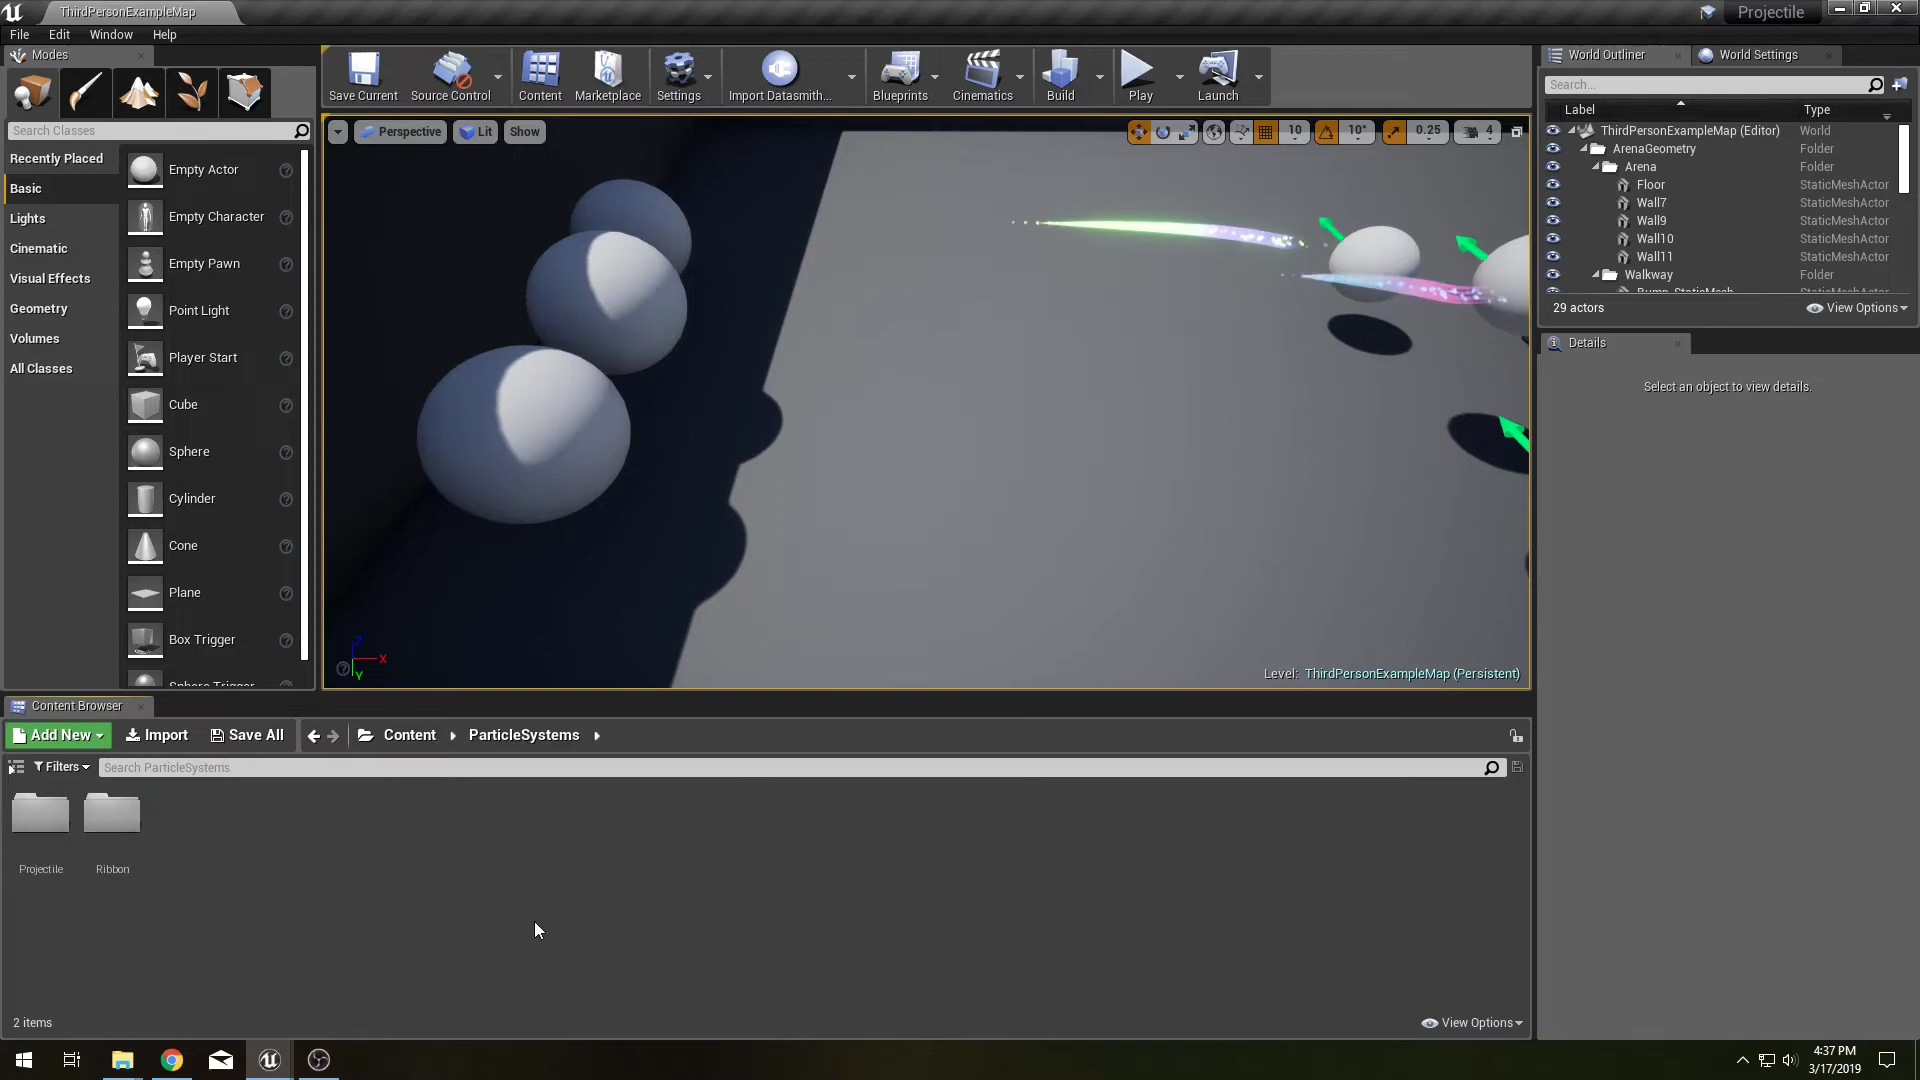 ThirdPersonExampleMap
Projectile
File Edit Window Help
Modes
Search Classes
Recently Placed
Basic
Lights
Cinematic
Visual Effects
Geometry
Volumes
All Classes
Empty Actor
Empty Character
Empty Pawn
Point Light
Player Start
Cube
Sphere
Cylinder
Cone
Plane
Box Trigger
Sphere Trigger
Save Current Source Control Content Marketplace Settings Import Datasmith... Blueprints Cinematics Build Play Launch
Perspective Lit Show
10 10° 0.25 4
Z
X
Y
Level: ThirdPersonExampleMap (Persistent)
World Outliner World Settings
Search...
Label Type
ThirdPersonExampleMap (Editor) World
ArenaGeometry Folder
Arena Folder
Floor StaticMeshActor
Wall7 StaticMeshActor
Wall9 StaticMeshActor
Wall10 StaticMeshActor
Wall11 StaticMeshActor
Walkway Folder
Bump_StaticMesh
29 actors View Options
Details
Select an object to view details.
Content Browser
Add New Import Save All Content ParticleSystems
Filters Search ParticleSystems
Projectile Ribbon
2 items View Options
4:37 PM
3/17/2019